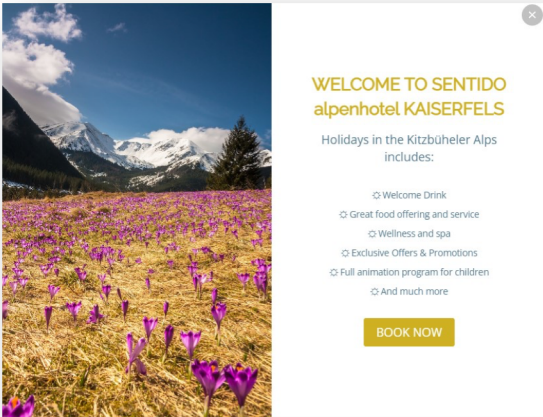 WELCOME TO SENTIDO
alpenhotel KAISERFELS
Holidays in the Kitzbüheler Alps
includes:
☼ Welcome Drink
☼ Great food offering and service
☼ Wellness and spa
☼ Exclusive Offers & Promotions
☼ Full animation program for children
☼ And much more
BOOK NOW